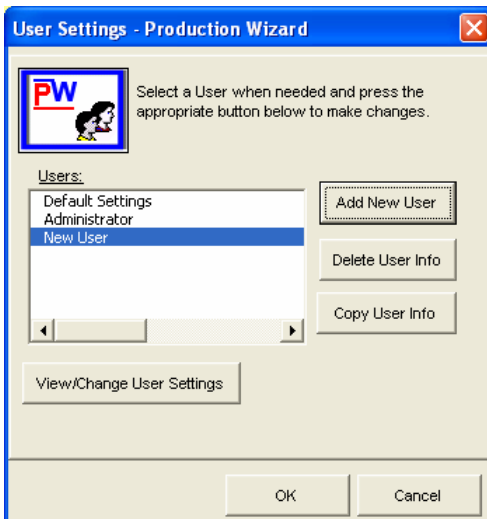 User Settings - Production Wizard
PW
Select a User when needed and press the
appropriate button below to make changes.
Users:
Default Settings
Administrator
New User
Add New User
Delete User Info
Copy User Info
View/Change User Settings
OK
Cancel